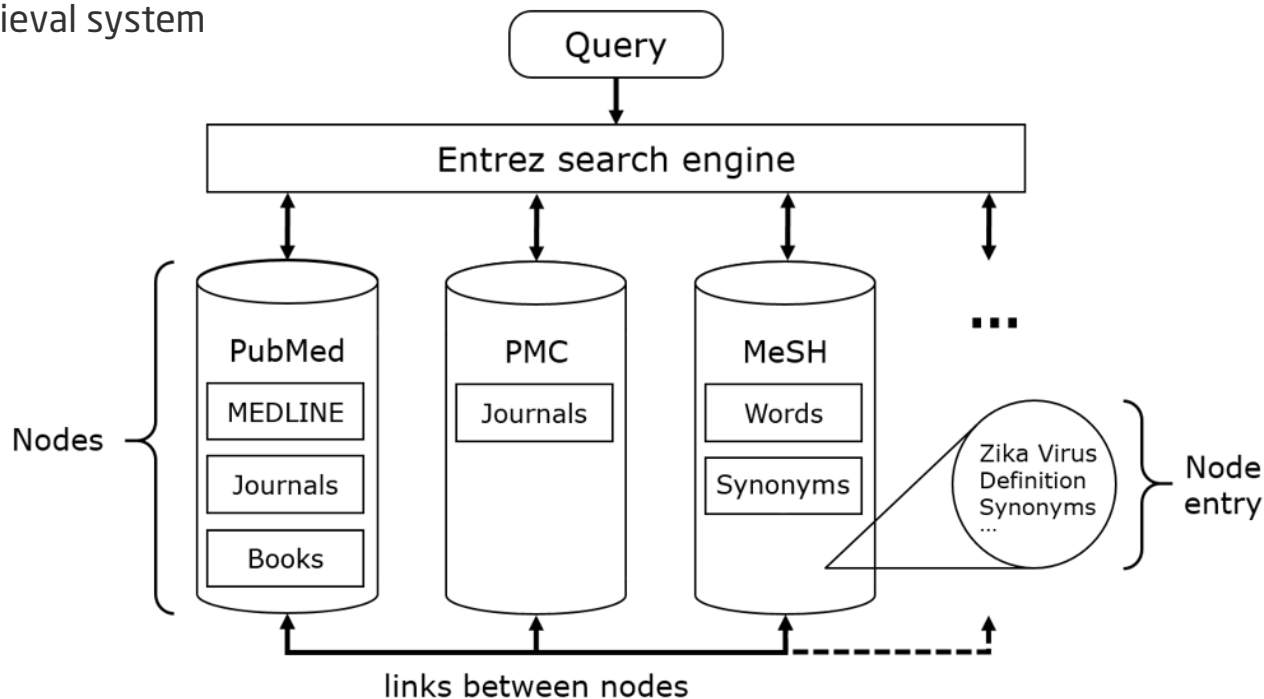 ieval system
Query
Entrez search engine
PubMed
MEDLINE
Journals
Books
PMC
Journals
MeSH
Words
Synonyms
...
Nodes
Zika Virus
Definition
Synonyms
...
Node
entry
links between nodes